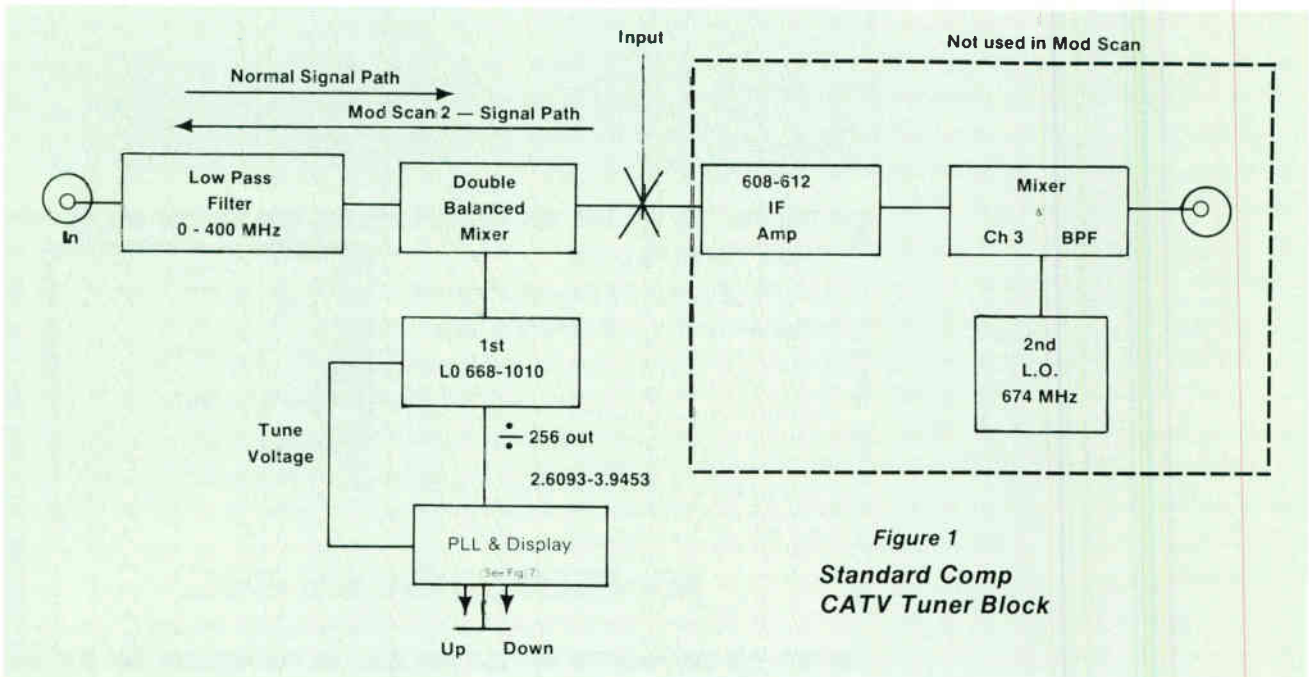 Input
Not used in Mod Scan
Normal Signal Path
Mod Scan 2 — Signal Path
In
Low Pass
Filter
0 - 400 MHz
Double
Balanced
Mixer
608-612
IF
Amp
Mixer
&
Ch 3 BPF
1st
LO 668-1010
2nd
L.O.
674 MHz
Tune
Voltage
÷ 256 out
2.6093-3.9453
PLL & Display
(See Fig. 7)
Up Down
Figure 1
Standard Comp
CATV Tuner Block